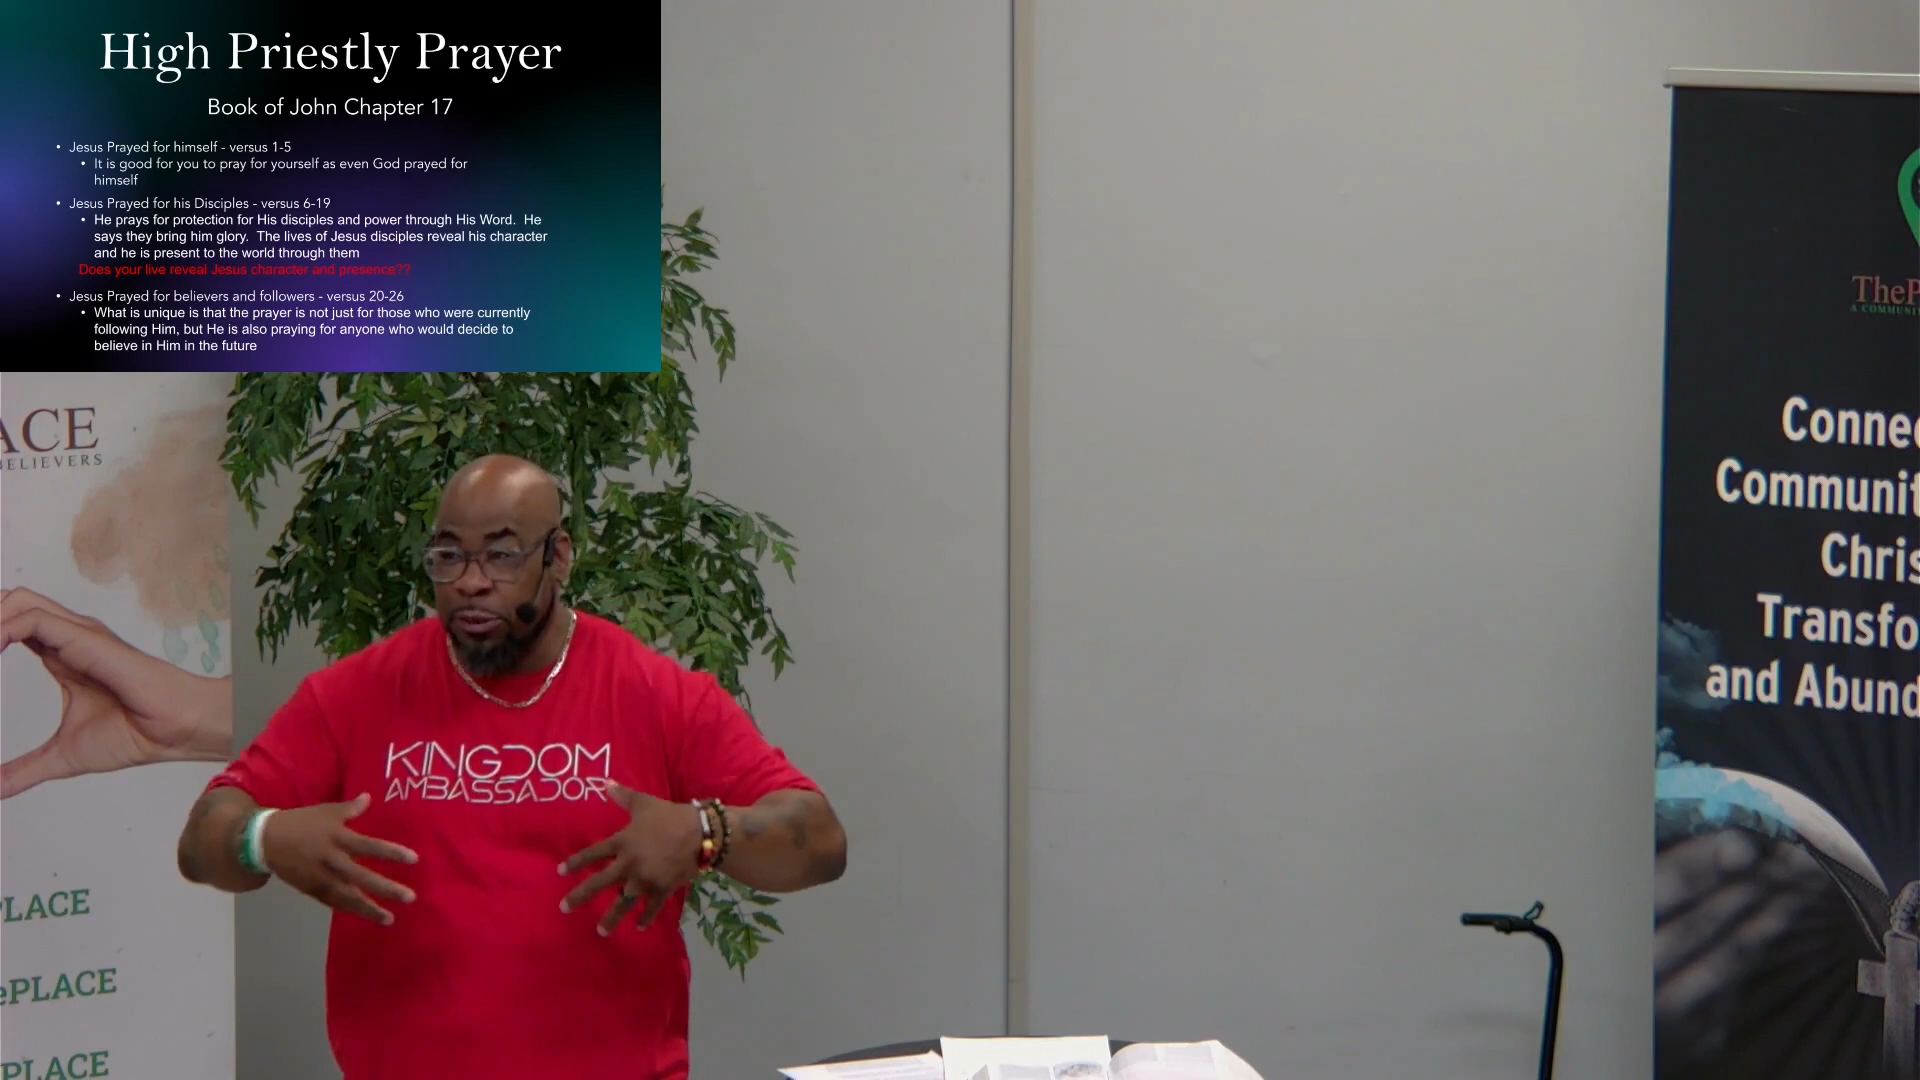 High Priestly Prayer
Book of John Chapter 17
• Jesus Prayed for himself - versus 1-5
• It is good for you to pray for yourself as even God prayed for
himself
• Jesus Prayed for his Disciples - versus 6-19
• He prays for protection for His disciples and power through His Word. He
says they bring him glory. The lives of Jesus disciples reveal his character
and he is present to the world through them
Does your live reveal Jesus character and presence??
• Jesus Prayed for believers and followers - versus 20-26
• What is unique is that the prayer is not just for those who were currently
following Him, but He is also praying for anyone who would decide to
believe in Him in the future
ACE
BELIEVERS
PLACE
ePLACE
PLACE
KINGDOM
AMBASSADOR
TheP
A COMMUNI
Connec
Communit
Chris
Transfo
and Abund